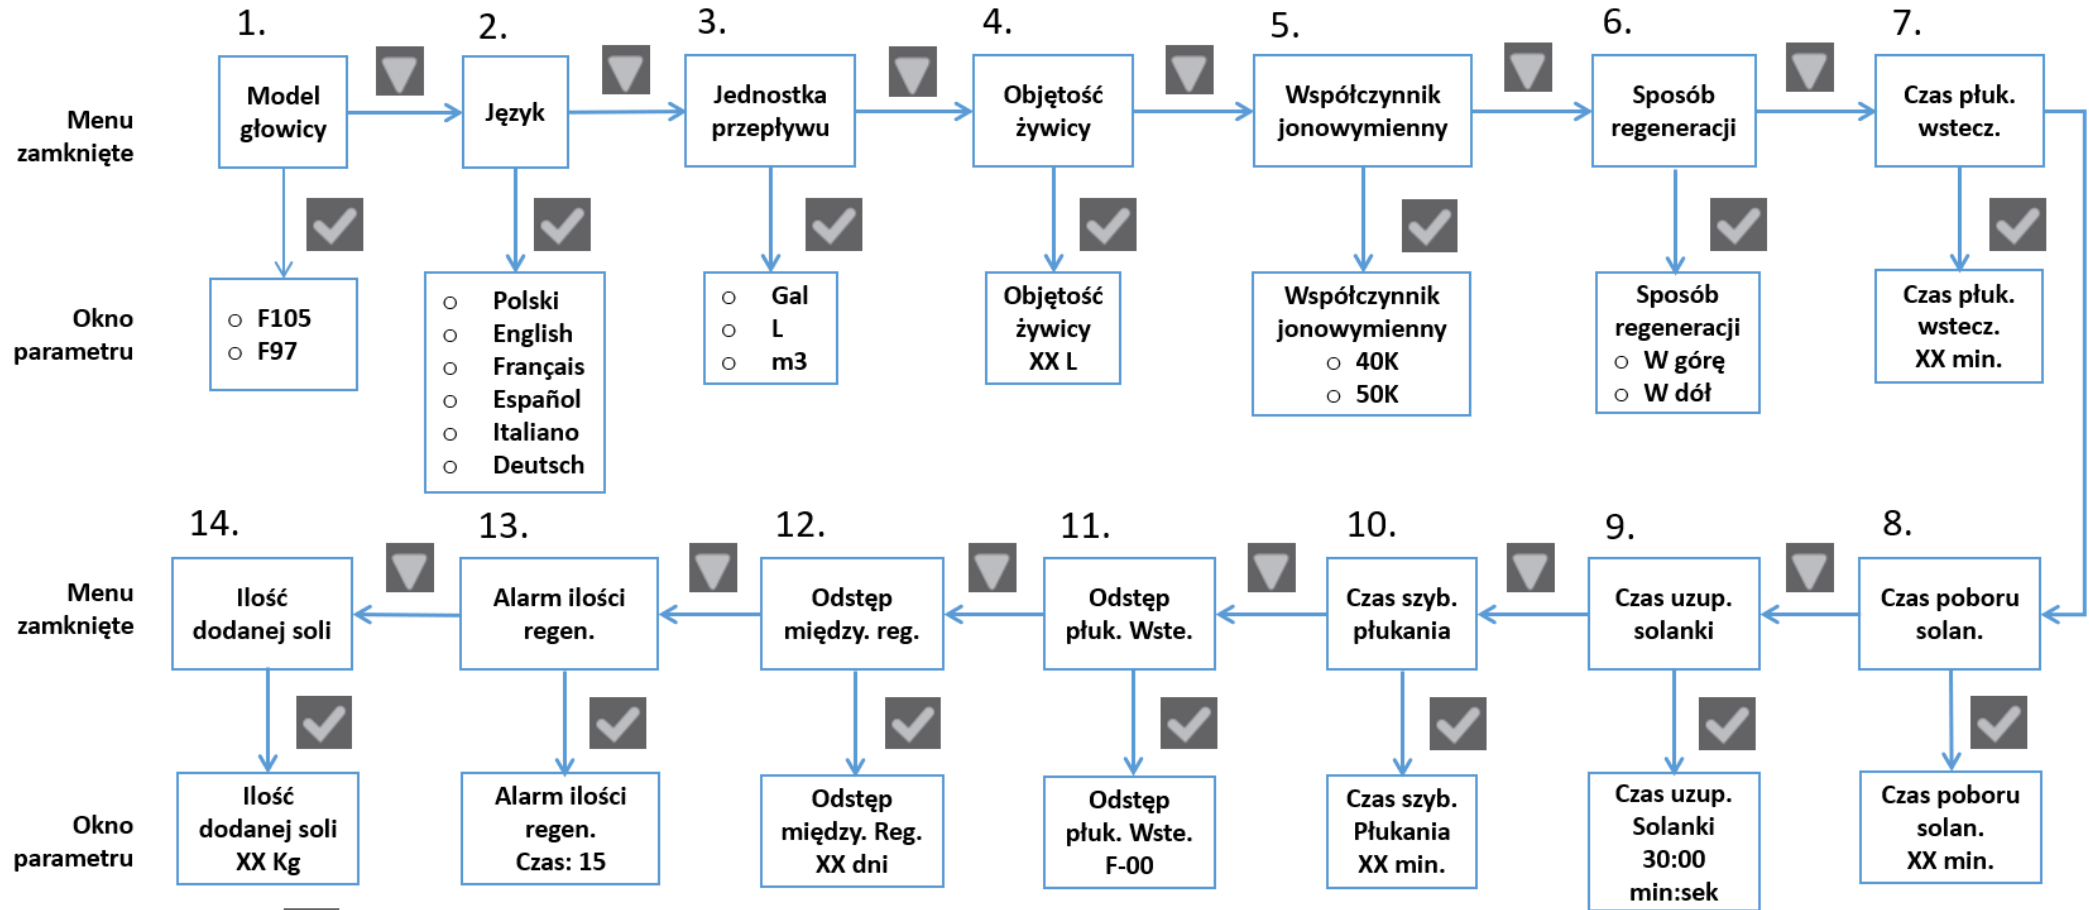 1.
2.
3.
4.
5.
6.
7.
Menu
zamknięte
Model
głowicy
Język
Jednostka
przepływu
Objętość
żywicy
Współczynnik
jonowymienny
Sposób
regeneracji
Czas płuk.
wstecz.
Okno
parametru
F105
F97
Polski
English
Français
Español
Italiano
Deutsch
Gal
L
m3
Objętość
żywicy
XX L
Współczynnik
jonowymienny
40K
50K
Sposób
regeneracji
W górę
W dół
Czas płuk.
wstecz.
XX min.
14.
13.
12.
11.
10.
9.
8.
Menu
zamknięte
Ilość
dodanej soli
Alarm ilości
regen.
Odstęp
między. reg.
Odstęp
płuk. Wste.
Czas szyb.
płukania
Czas uzup.
solanki
Czas poboru
solan.
Okno
parametru
Ilość
dodanej soli
XX Kg
Alarm ilości
regen.
Czas: 15
Odstęp
między. Reg.
XX dni
Odstęp
płuk. Wste.
F-00
Czas szyb.
Płukania
XX min.
Czas uzup.
Solanki
30:00
min:sek
Czas poboru
solan.
XX min.